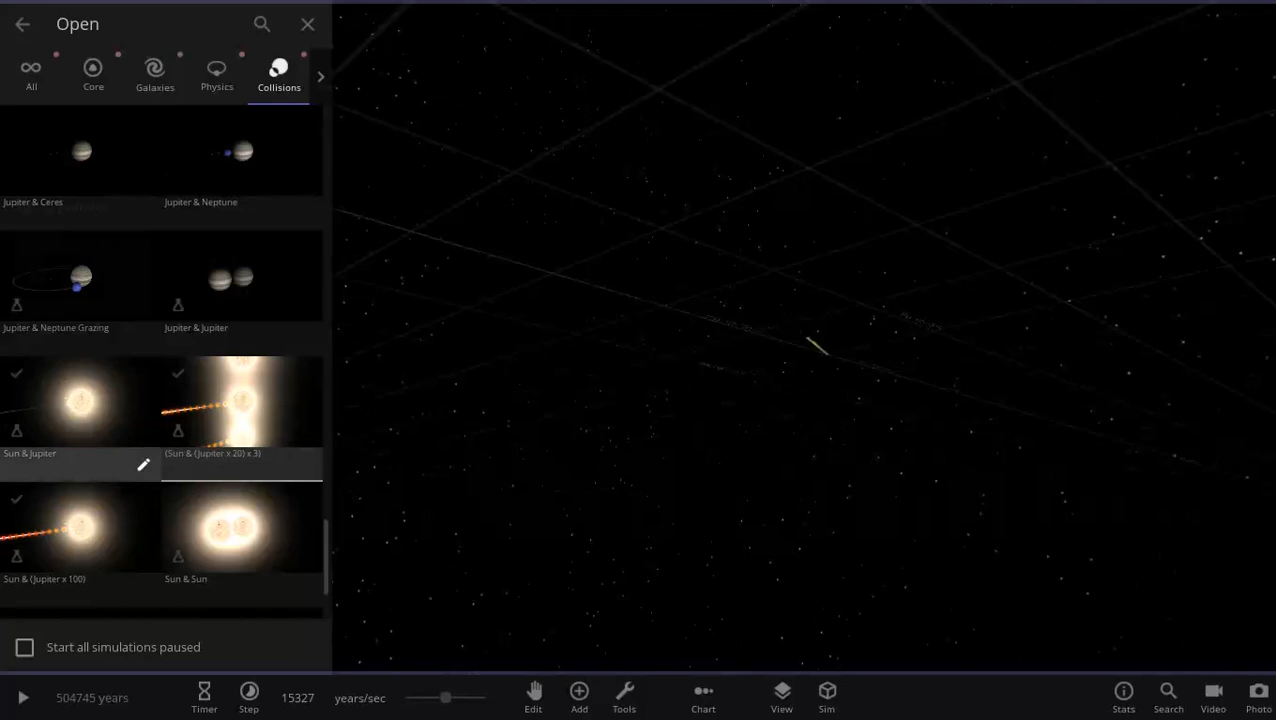 Open
All
Core
Galaxies
Physics
Collisions
Jupiter & Ceres
Jupiter & Neptune
Jupiter & Neptune Grazing
Jupiter & Jupiter
Sun & Jupiter
(Sun & (Jupiter x 20) x 3)
Sun & (Jupiter x 100)
Sun & Sun
Start all simulations paused
504745 years
Timer
Step
15327
years/sec
Edit
Add
Tools
Chart
View
Sim
Stats
Search
Video
Photo